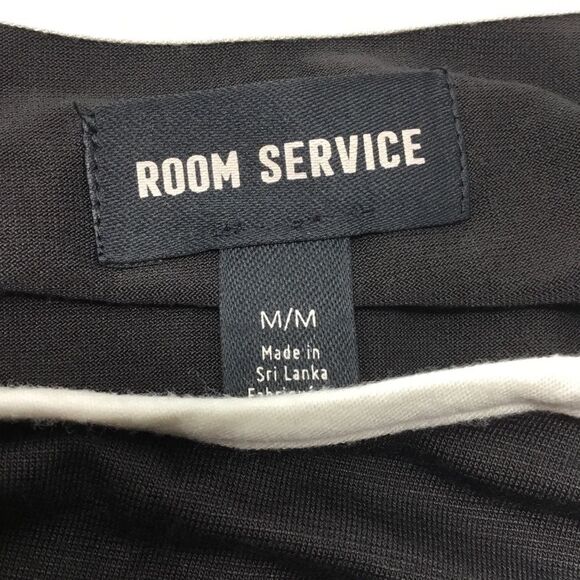 ROOM SERVICE
M/M
Made in
Sri Lanka